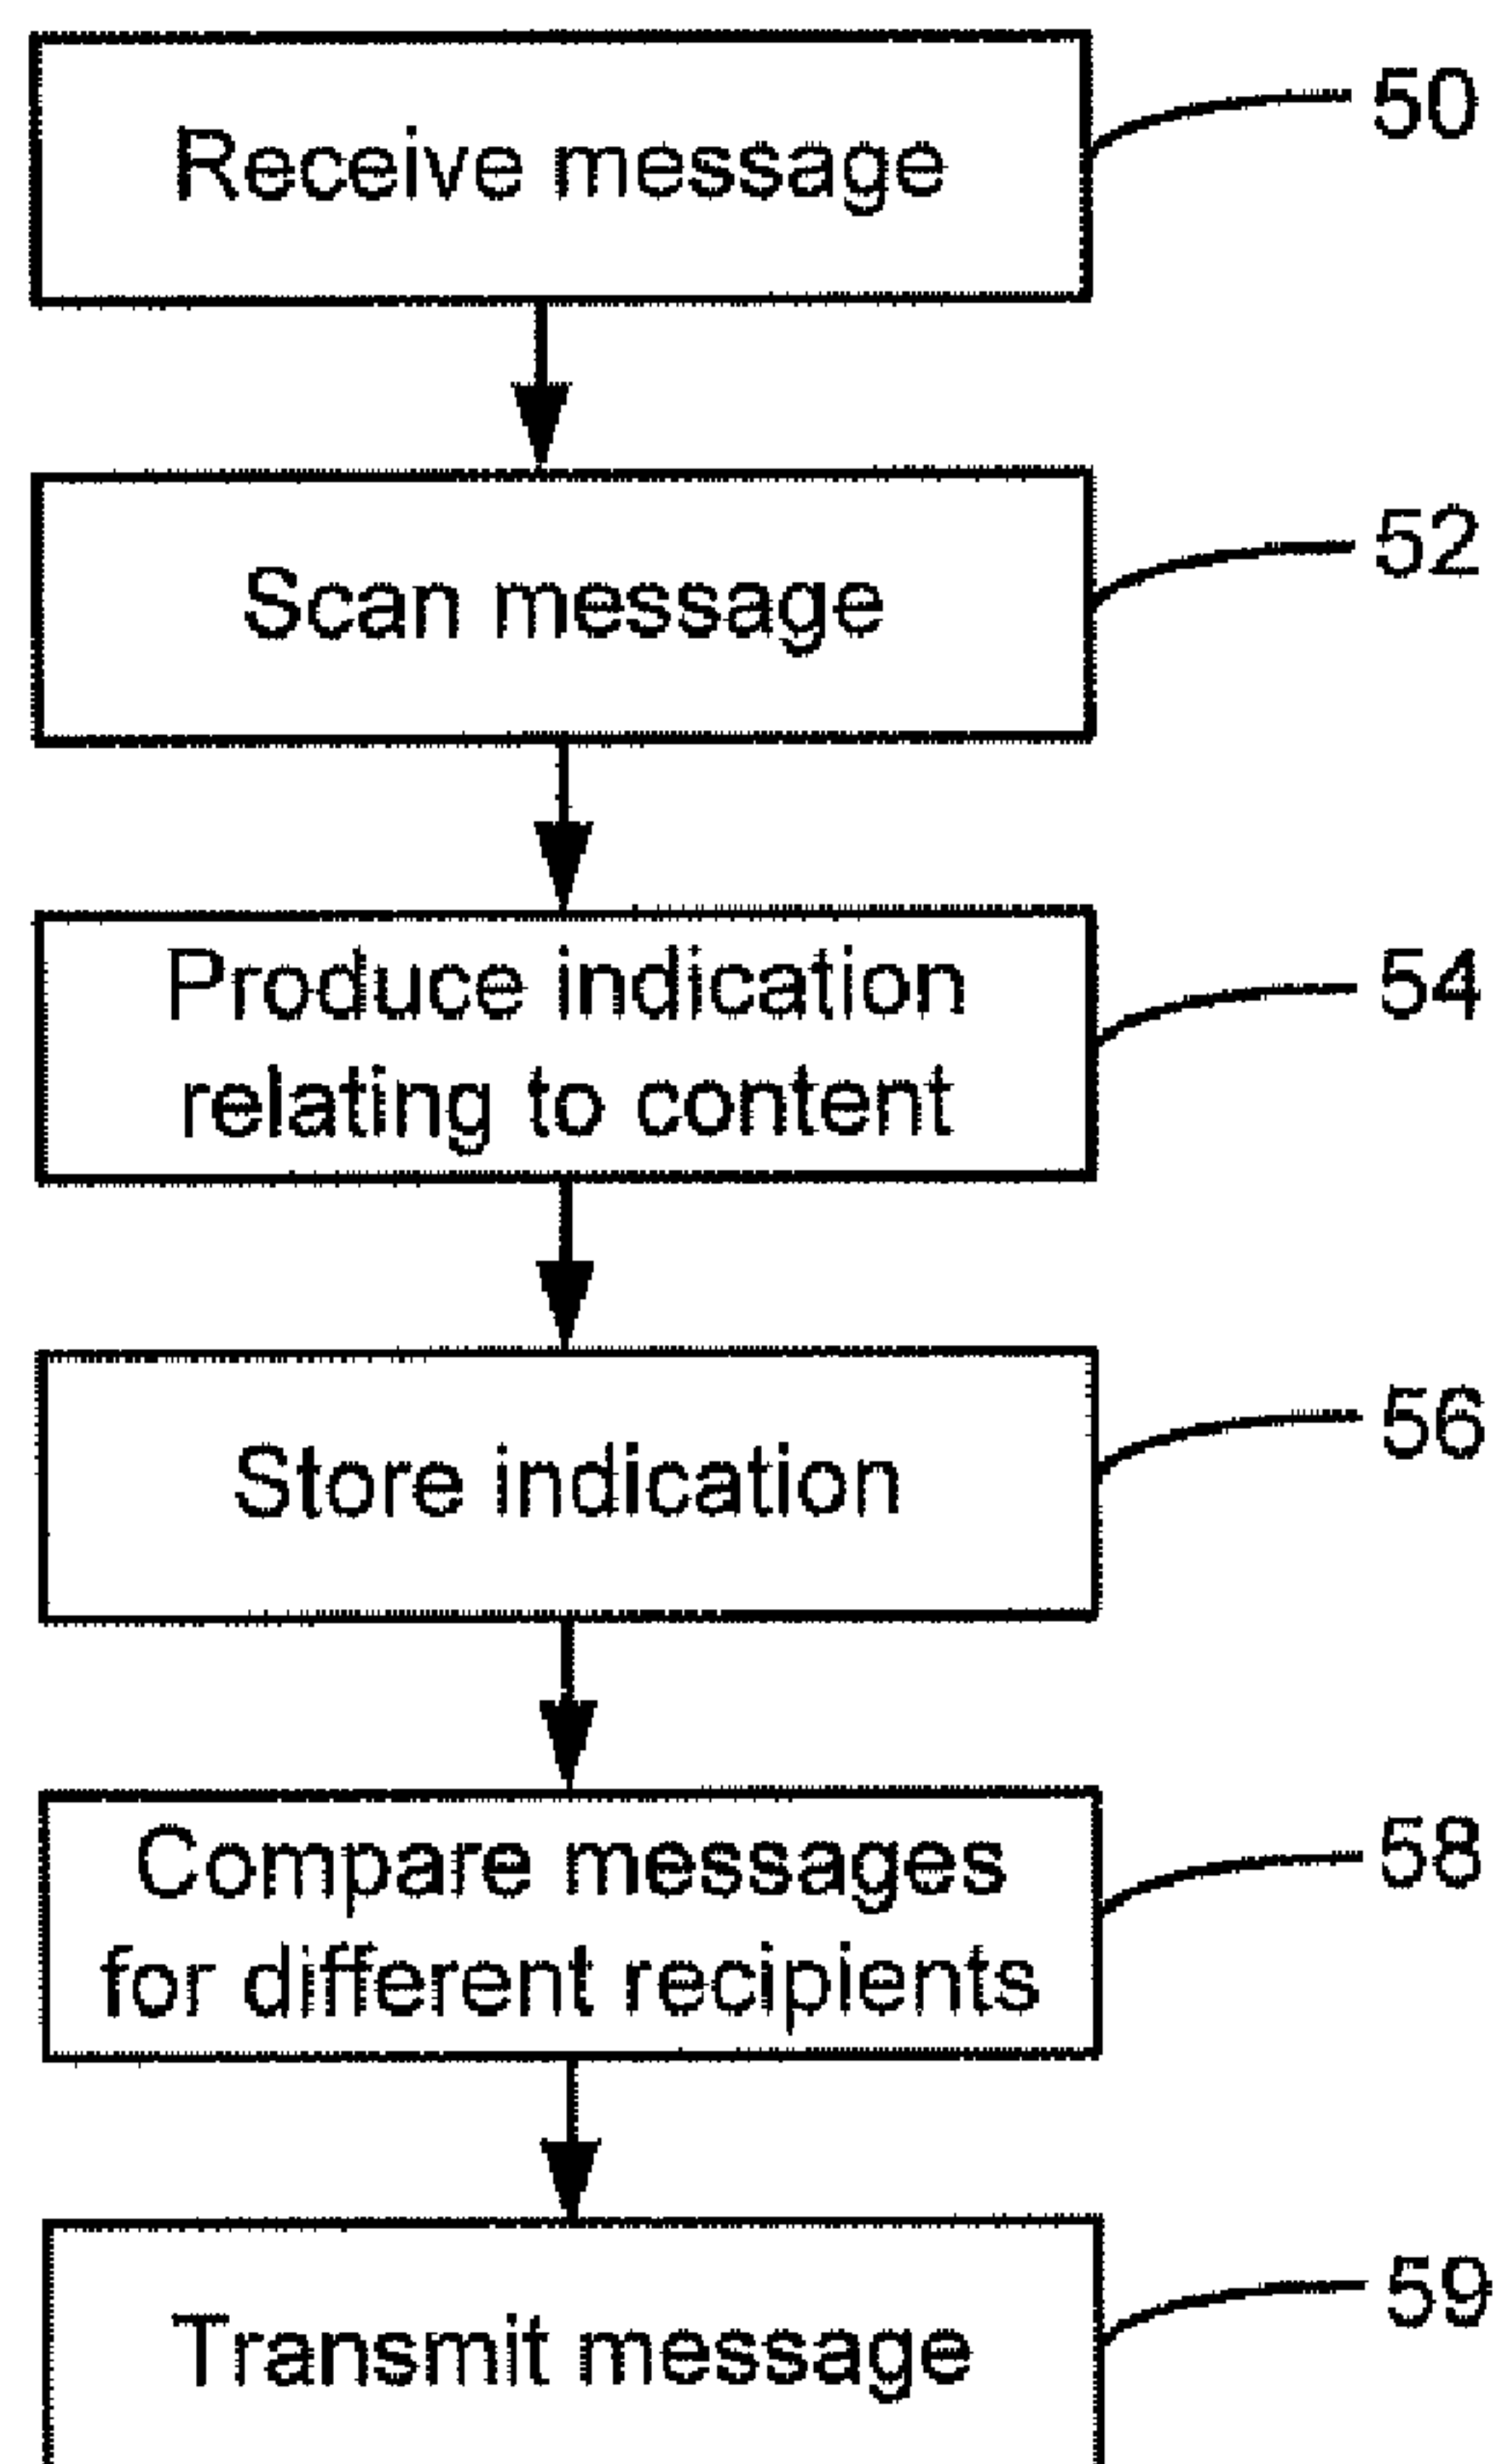 Receive message
50
Scan message
52
Produce indication
relating to content
54
Store indication
56
Compare messages
for different recipients
58
Transmit message
59